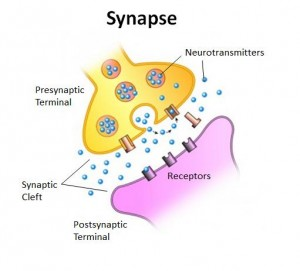 Synapse
Neurotransmitters
Presynaptic
Terminal
Synaptic
Cleft
Receptors
Postsynaptic
Terminal